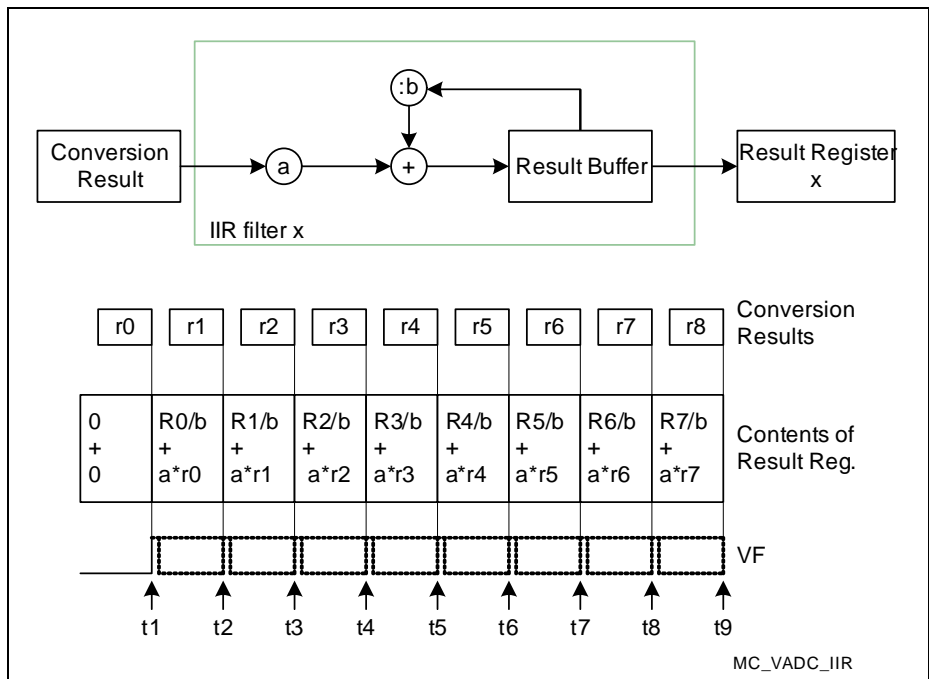 :b
Conversion
Result
a
+
Result Buffer
Result Register
x
IIR filter x
r0 r1 r2 r3 r4 r5 r6 r7 r8
Conversion
Results
0 R0/b R1/b R2/b R3/b R4/b R5/b R6/b R7/b
+ + + + + + + + +
0 a*r0 a*r1 a*r2 a*r3 a*r4 a*r5 a*r6 a*r7
Contents of
Result Reg.
VF
t1 t2 t3 t4 t5 t6 t7 t8 t9
MC_VADC_IIR